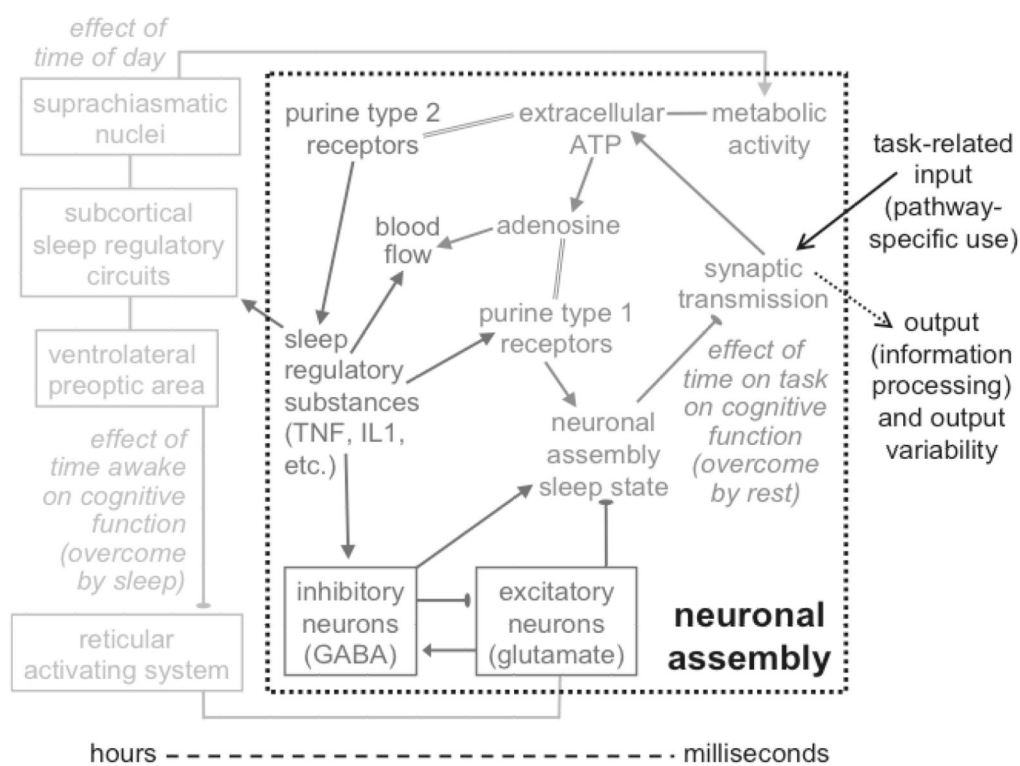 effect of
time of day
suprachiasmatic
nuclei
subcortical
sleep regulatory
circuits
ventrolateral
preoptic area
effect of
time awake
on cognitive
function
(overcome
by sleep)
reticular
activating system
purine type 2
receptors
extracellular
ATP
metabolic
activity
blood
flow
adenosine
synaptic
transmission
purine type 1
receptors
sleep
regulatory
substances
(TNF, IL1,
etc.)
neuronal
assembly
sleep state
effect of
time on task
on cognitive
function
(overcome
by rest)
inhibitory
neurons
(GABA)
excitatory
neurons
(glutamate)
neuronal
assembly
task-related
input
(pathway-
specific use)
output
(information
processing)
and output
variability
hours
milliseconds